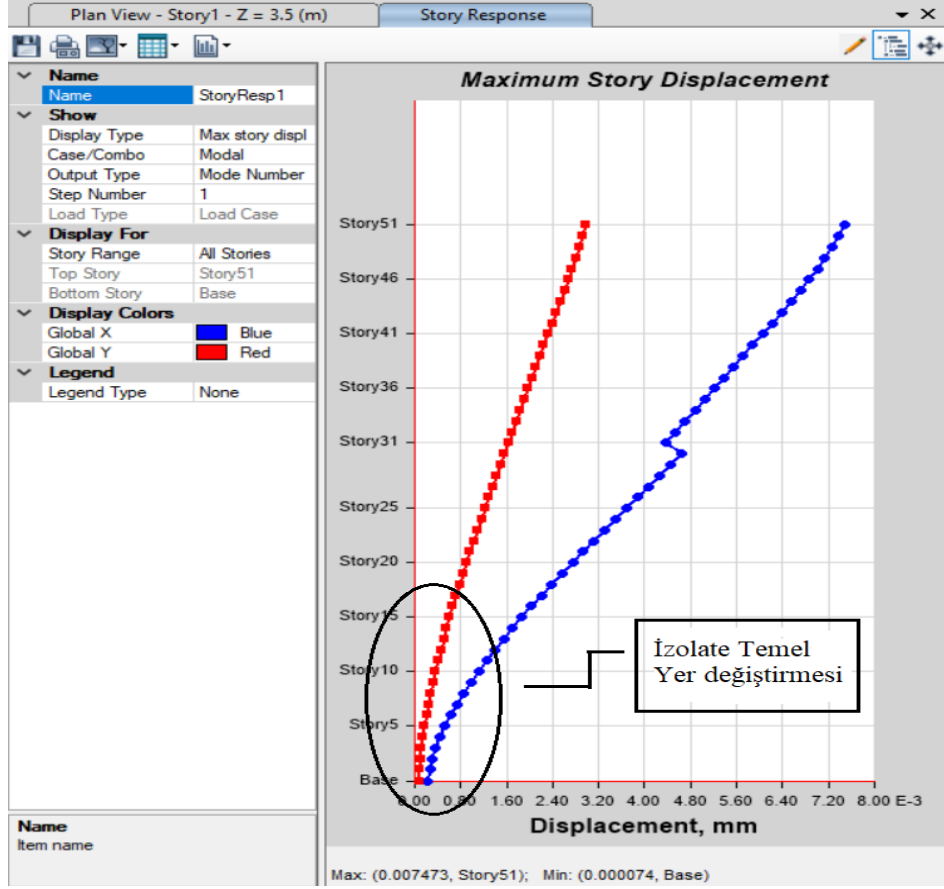 Plan View - Story1 - Z = 3.5 (m)
Story Response
Name
Name StoryResp1
Show
Display Type Max story displ
Case/Combo Modal
Output Type Mode Number
Step Number 1
Load Type Load Case
Display For
Story Range All Stories
Top Story Story51
Bottom Story Base
Display Colors
Global X Blue
Global Y Red
Legend
Legend Type None
Name
Item name
Maximum Story Displacement
Story51
Story46
Story41
Story36
Story31
Story25
Story20
Story15
Story10
Story5
Base
İzolate Temel
Yer değiştirmesi
0.00 0.80 1.60 2.40 3.20 4.00 4.80 5.60 6.40 7.20 8.00 E-3
Displacement, mm
Max: (0.007473, Story51); Min: (0.000074, Base)